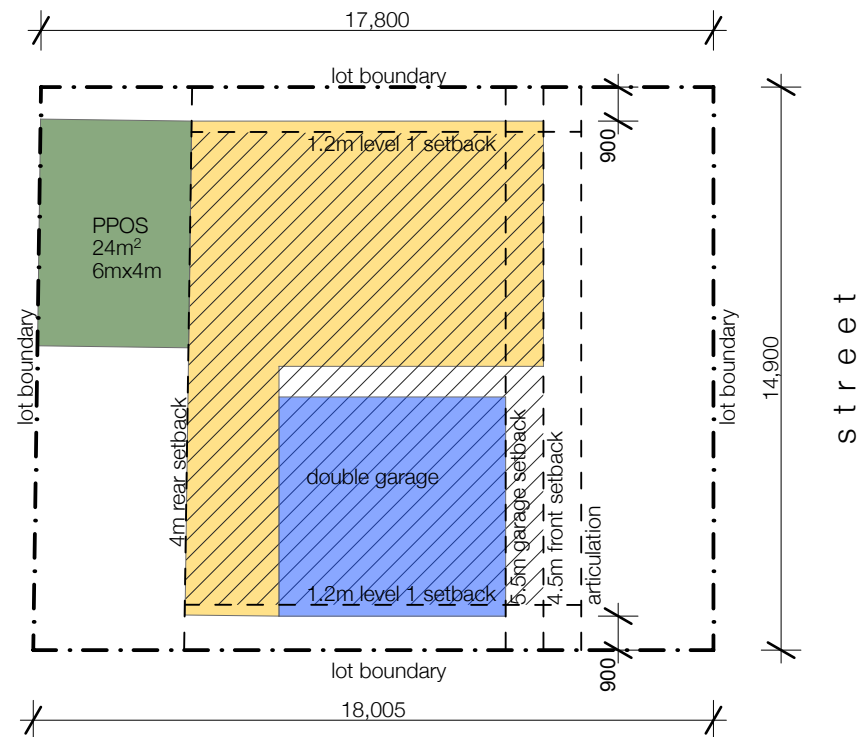 17,800
lot boundary
900
1.2m level 1 setback
PPOS
24m²
6mx4m
lot boundary
lot boundary
14,900
street
4m rear setback
double garage
5.5m garage setback
4.5m front setback
articulation
1.2m level 1 setback
900
lot boundary
18,005